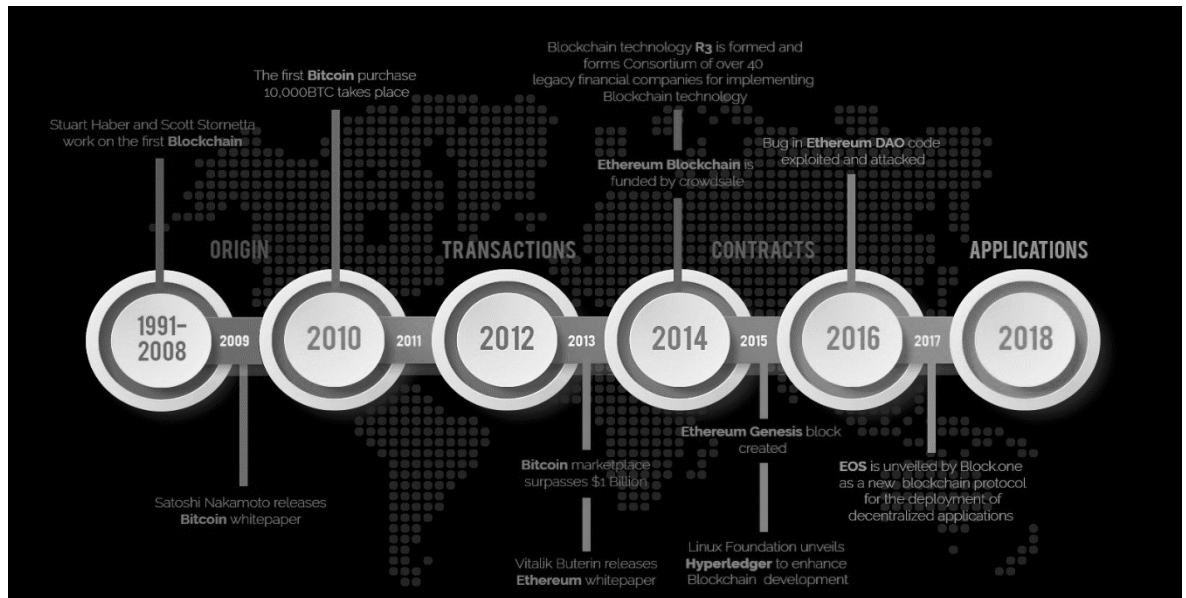 Blockchain technology R3 is formed and
forms Consortium of over 40
legacy financial companies for implementing
Blockchain technology
The first Bitcoin purchase
10,000BTC takes place
Stuart Haber and Scott Stornetta
work on the first Blockchain
Bug in Ethereum DAO code
exploited and attacked
Ethereum Blockchain is
funded by crowdsale
ORIGIN
TRANSACTIONS
CONTRACTS
APPLICATIONS
1991–
2008
2009
2010
2011
2012
2013
2014
2015
2016
2017
2018
Satoshi Nakamoto releases
Bitcoin whitepaper
Bitcoin marketplace
surpasses $1 Billion
Vitalik Buterin releases
Ethereum whitepaper
Ethereum Genesis block
created
Linux Foundation unveils
Hyperledger to enhance
Blockchain development
EOS is unveiled by Block.one
as a new blockchain protocol
for the deployment of
decentralized applications